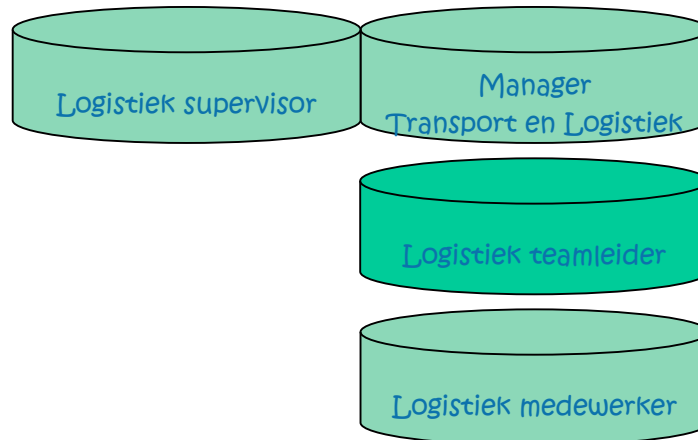 Logistiek supervisor
Manager
Transport en Logistiek
Logistiek teamleider
Logistiek medewerker